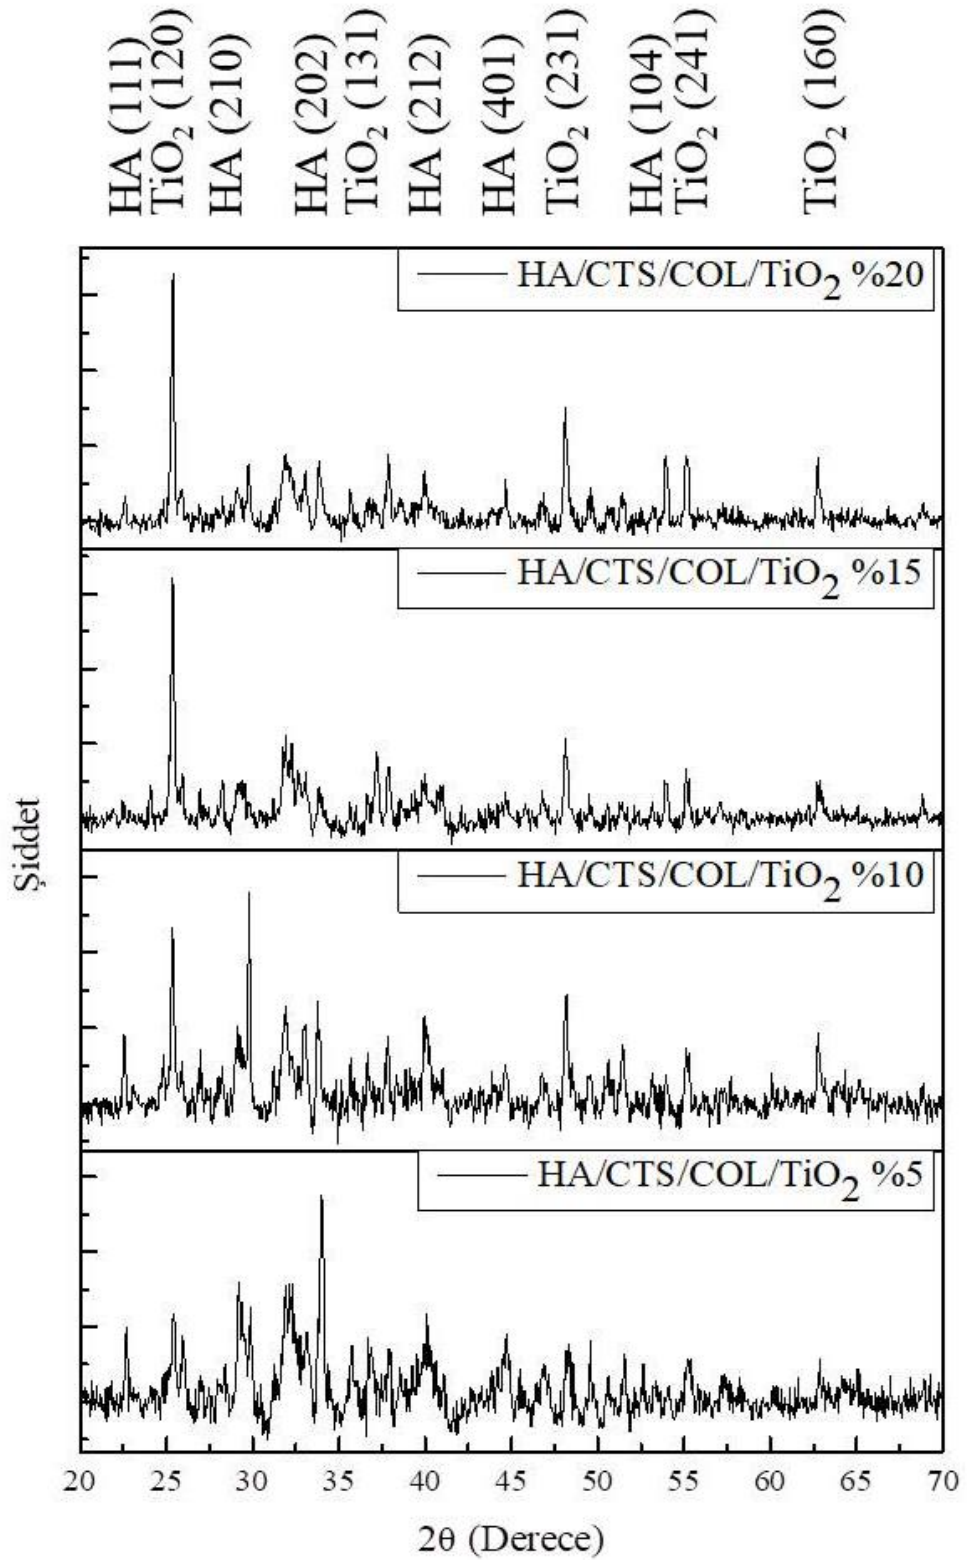 HA (111)
TiO₂ (120)
HA (210)
HA (202)
TiO₂ (131)
HA (212)
HA (401)
TiO₂ (231)
HA (104)
TiO₂ (241)
TiO₂ (160)
HA/CTS/COL/TiO₂ %20
HA/CTS/COL/TiO₂ %15
HA/CTS/COL/TiO₂ %10
HA/CTS/COL/TiO₂ %5
Şiddet
20 25 30 35 40 45 50 55 60 65 70
2θ (Derece)